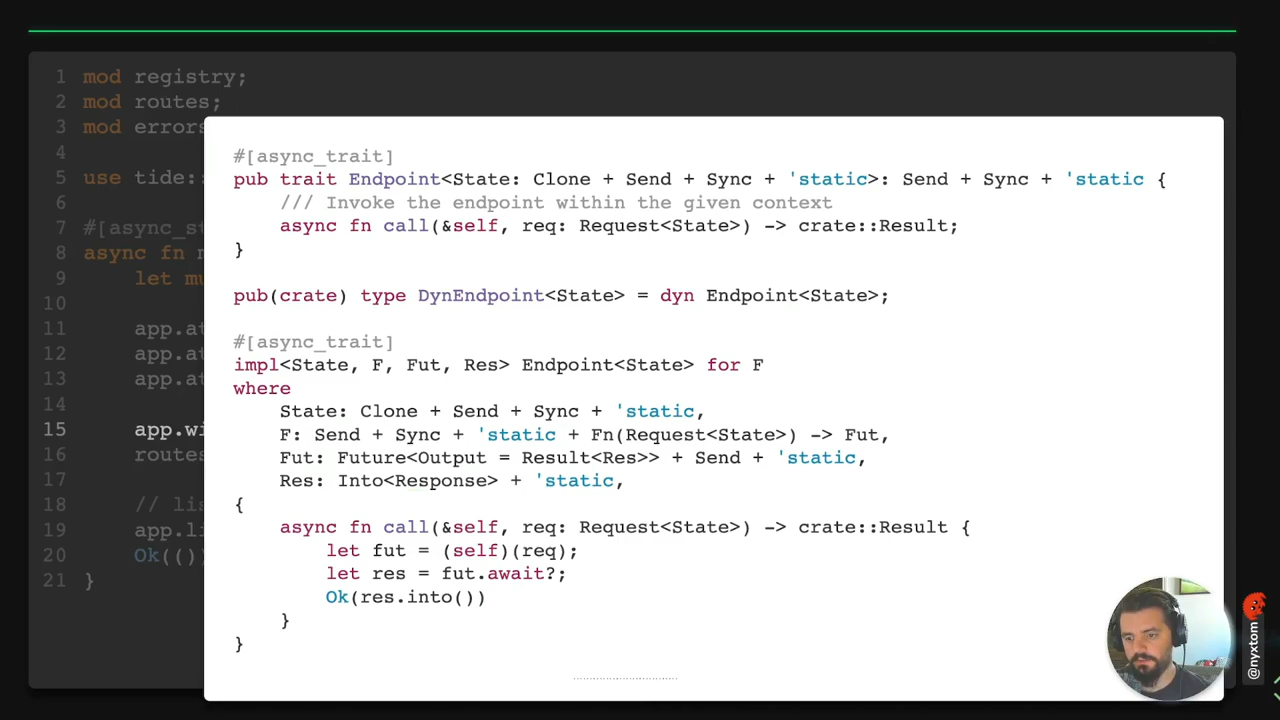 1 mod registry;
2 mod routes;
3 mod errors
4
5 use tide::
6
7 #[async_st
8 async fn m
9 let mu
10
11 app.at
12 app.at
13 app.at
14
15 app.wi
16 routes
17
18 // lis
19 app.li
20 Ok(())
21 }
#[async_trait]
pub trait Endpoint<State: Clone + Send + Sync + 'static>: Send + Sync + 'static {
/// Invoke the endpoint within the given context
async fn call(&self, req: Request<State>) -> crate::Result;
}
pub(crate) type DynEndpoint<State> = dyn Endpoint<State>;
#[async_trait]
impl<State, F, Fut, Res> Endpoint<State> for F
where
State: Clone + Send + Sync + 'static,
F: Send + Sync + 'static + Fn(Request<State>) -> Fut,
Fut: Future<Output = Result<Res>> + Send + 'static,
Res: Into<Response> + 'static,
{
async fn call(&self, req: Request<State>) -> crate::Result {
let fut = (self)(req);
let res = fut.await?;
Ok(res.into())
}
}
@nyxtom